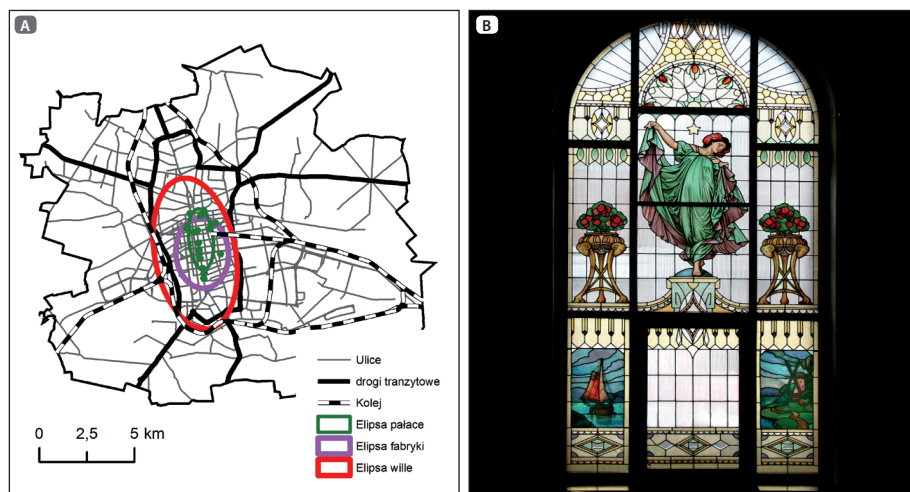 A
Ulice
drogi tranzytowe
Kolej
Elipsa pałace
Elipsa fabryki
Elipsa wille
0 2,5 5 km
B